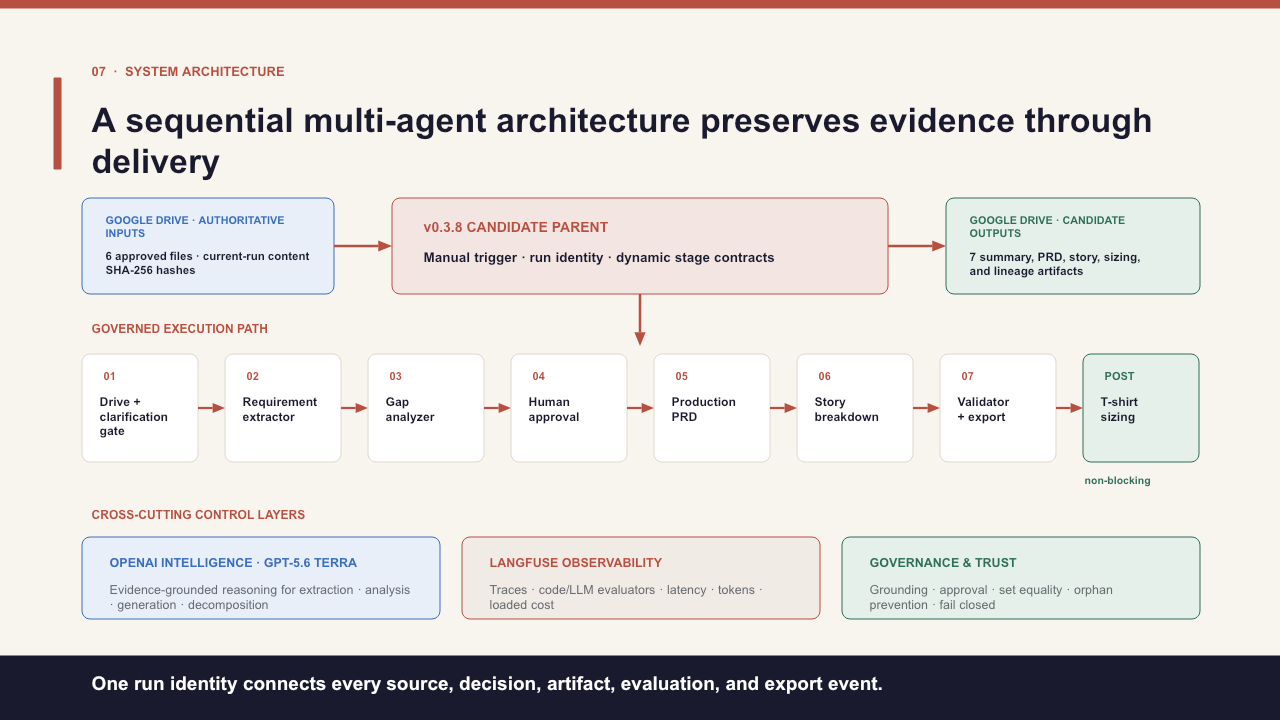 07 · SYSTEM ARCHITECTURE
A sequential multi-agent architecture preserves evidence through
delivery
GOOGLE DRIVE · AUTHORITATIVE
INPUTS
6 approved files · current-run content
SHA-256 hashes
v0.3.8 CANDIDATE PARENT
Manual trigger · run identity · dynamic stage contracts
GOOGLE DRIVE · CANDIDATE
OUTPUTS
7 summary, PRD, story, sizing,
and lineage artifacts
GOVERNED EXECUTION PATH
01
Drive +
clarification
gate
02
Requirement
extractor
03
Gap
analyzer
04
Human
approval
05
Production
PRD
06
Story
breakdown
07
Validator
+ export
POST
T-shirt
sizing
non-blocking
CROSS-CUTTING CONTROL LAYERS
OPENAI INTELLIGENCE · GPT-5.6 TERRA
Evidence-grounded reasoning for extraction · analysis
· generation · decomposition
LANGFUSE OBSERVABILITY
Traces · code/LLM evaluators · latency · tokens ·
loaded cost
GOVERNANCE & TRUST
Grounding · approval · set equality · orphan
prevention · fail closed
One run identity connects every source, decision, artifact, evaluation, and export event.